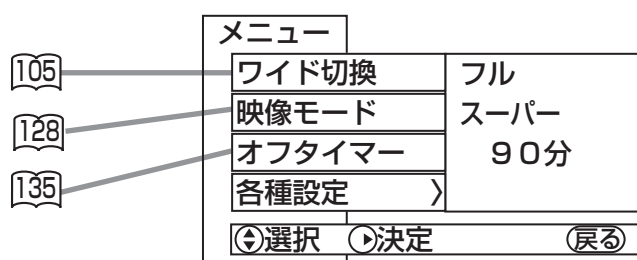 メニュー
105 ワイド切換 フル
128 映像モード スーパー
135 オフタイマー 90分
各種設定 〉
選択 決定 戻る